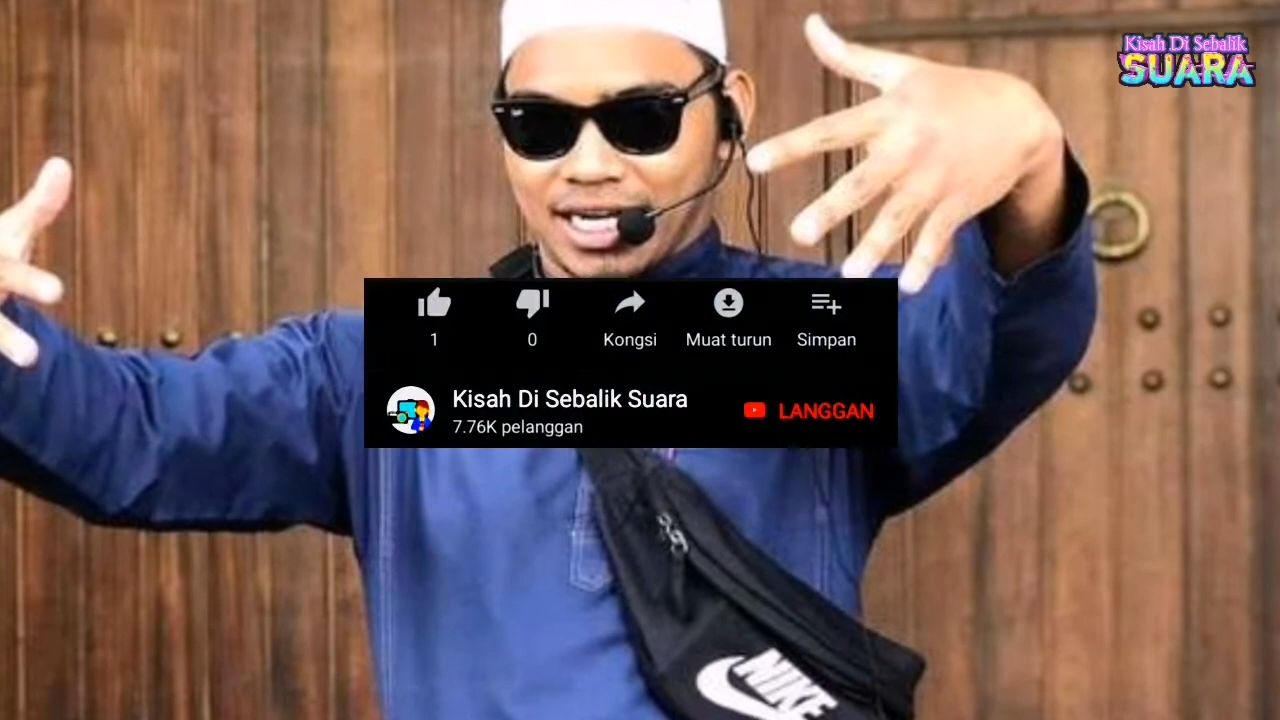 Kisah Di Sebalik
SUARA
1
0
Kongsi
Muat turun
Simpan
Kisah Di Sebalik Suara
7.76K pelanggan
LANGGAN
NIKE